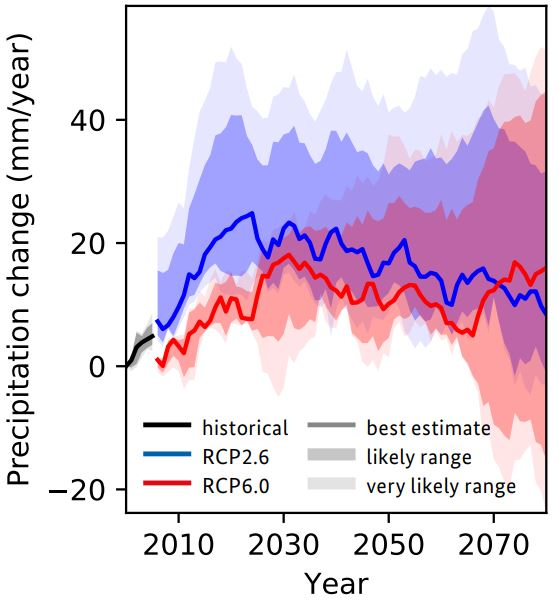 Precipitation change (mm/year)
40
20
0
−20
historical
RCP2.6
RCP6.0
best estimate
likely range
very likely range
2010 2030 2050 2070
Year